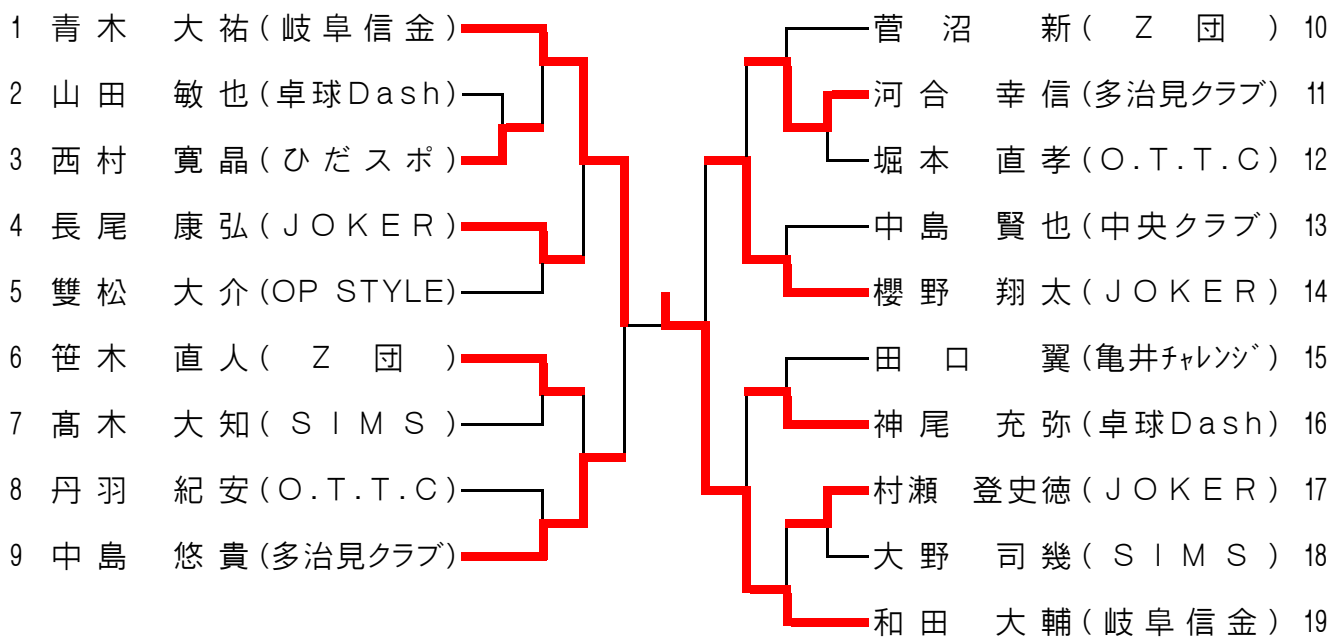 1 青木 大祐(岐阜信金)
2 山田 敏也(卓球Dash)
3 西村 寛晶(ひだスポ)
4 長尾 康弘(JOKER)
5 雙松 大介(OP STYLE)
6 笹木 直人(Z団)
7 髙木 大知(SIMS)
8 丹羽 紀安(O.T.T.C)
9 中島 悠貴(多治見クラブ)
菅沼 新(Z団) 10
河合 幸信(多治見クラブ) 11
堀本 直孝(O.T.T.C) 12
中島 賢也(中央クラブ) 13
櫻野 翔太(JOKER) 14
田口 翼(亀井ﾁｬﾚﾝｼﾞ) 15
神尾 充弥(卓球Dash) 16
村瀬 登史徳(JOKER) 17
大野 司幾(SIMS) 18
和田 大輔(岐阜信金) 19